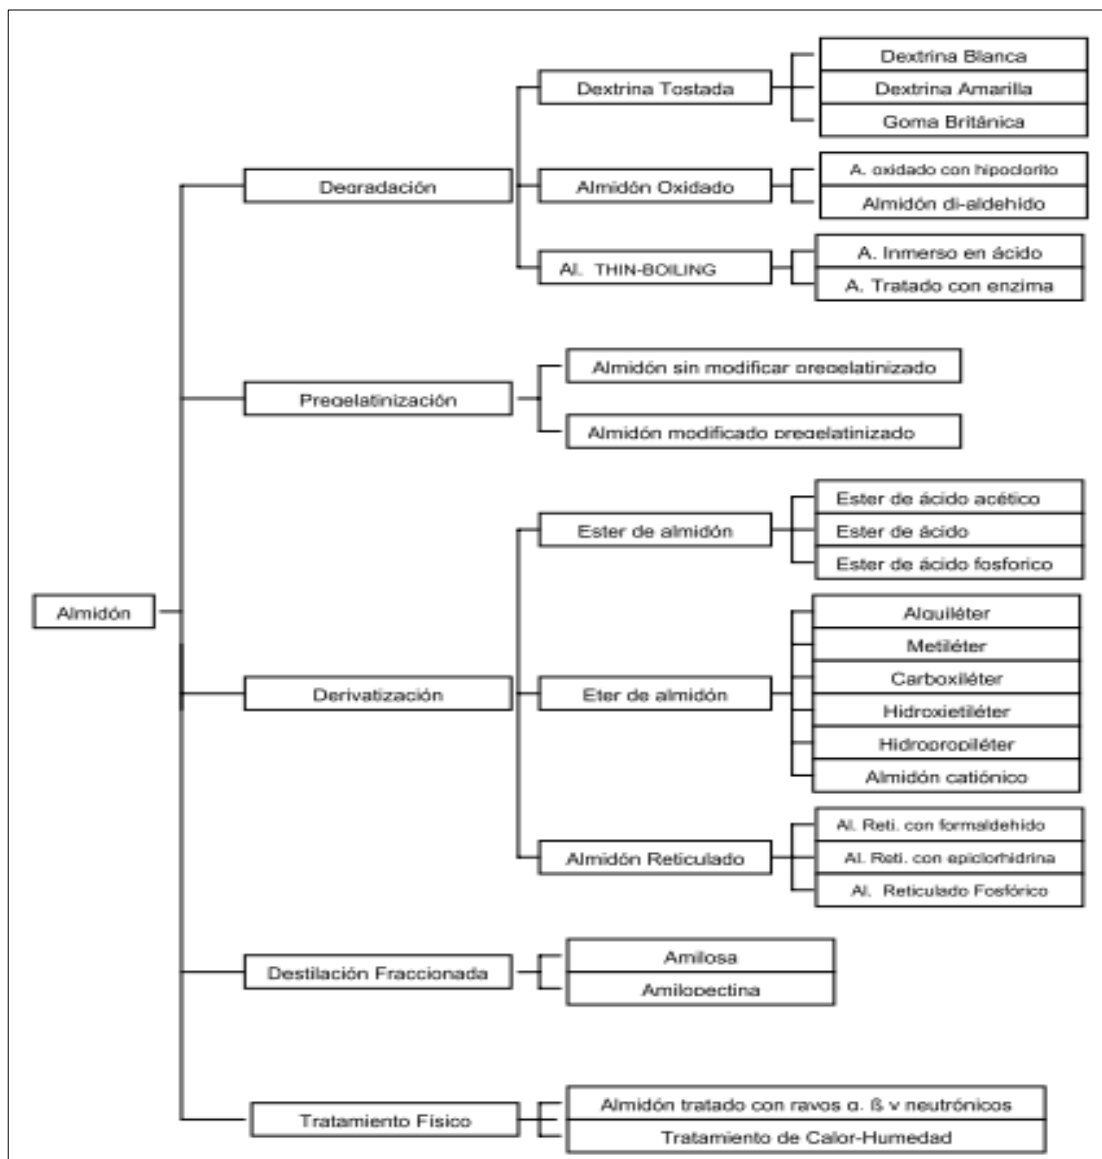 Almidón
Degradación
Dextrina Tostada
Dextrina Blanca
Dextrina Amarilla
Goma Británica
Almidón Oxidado
A. oxidado con hipoclorito
Almidón di-aldehído
Al. THIN-BOILING
A. Inmerso en ácido
A. Tratado con enzima
Pregelatinización
Almidón sin modificar pregelatinizado
Almidón modificado pregelatinizado
Derivatización
Ester de almidón
Ester de ácido acético
Ester de ácido
Ester de ácido fosforico
Eter de almidón
Alquiléter
Metiléter
Carboxiléter
Hidroxietiléter
Hidropropiléter
Almidón catiónico
Almidón Reticulado
Al. Reti. con formaldehído
Al. Reti. con epiclorhidrina
Al. Reticulado Fosfórico
Destilación Fraccionada
Amilosa
Amilopectina
Tratamiento Físico
Almidón tratado con rayos α, ß y neutrónicos
Tratamiento de Calor-Humedad